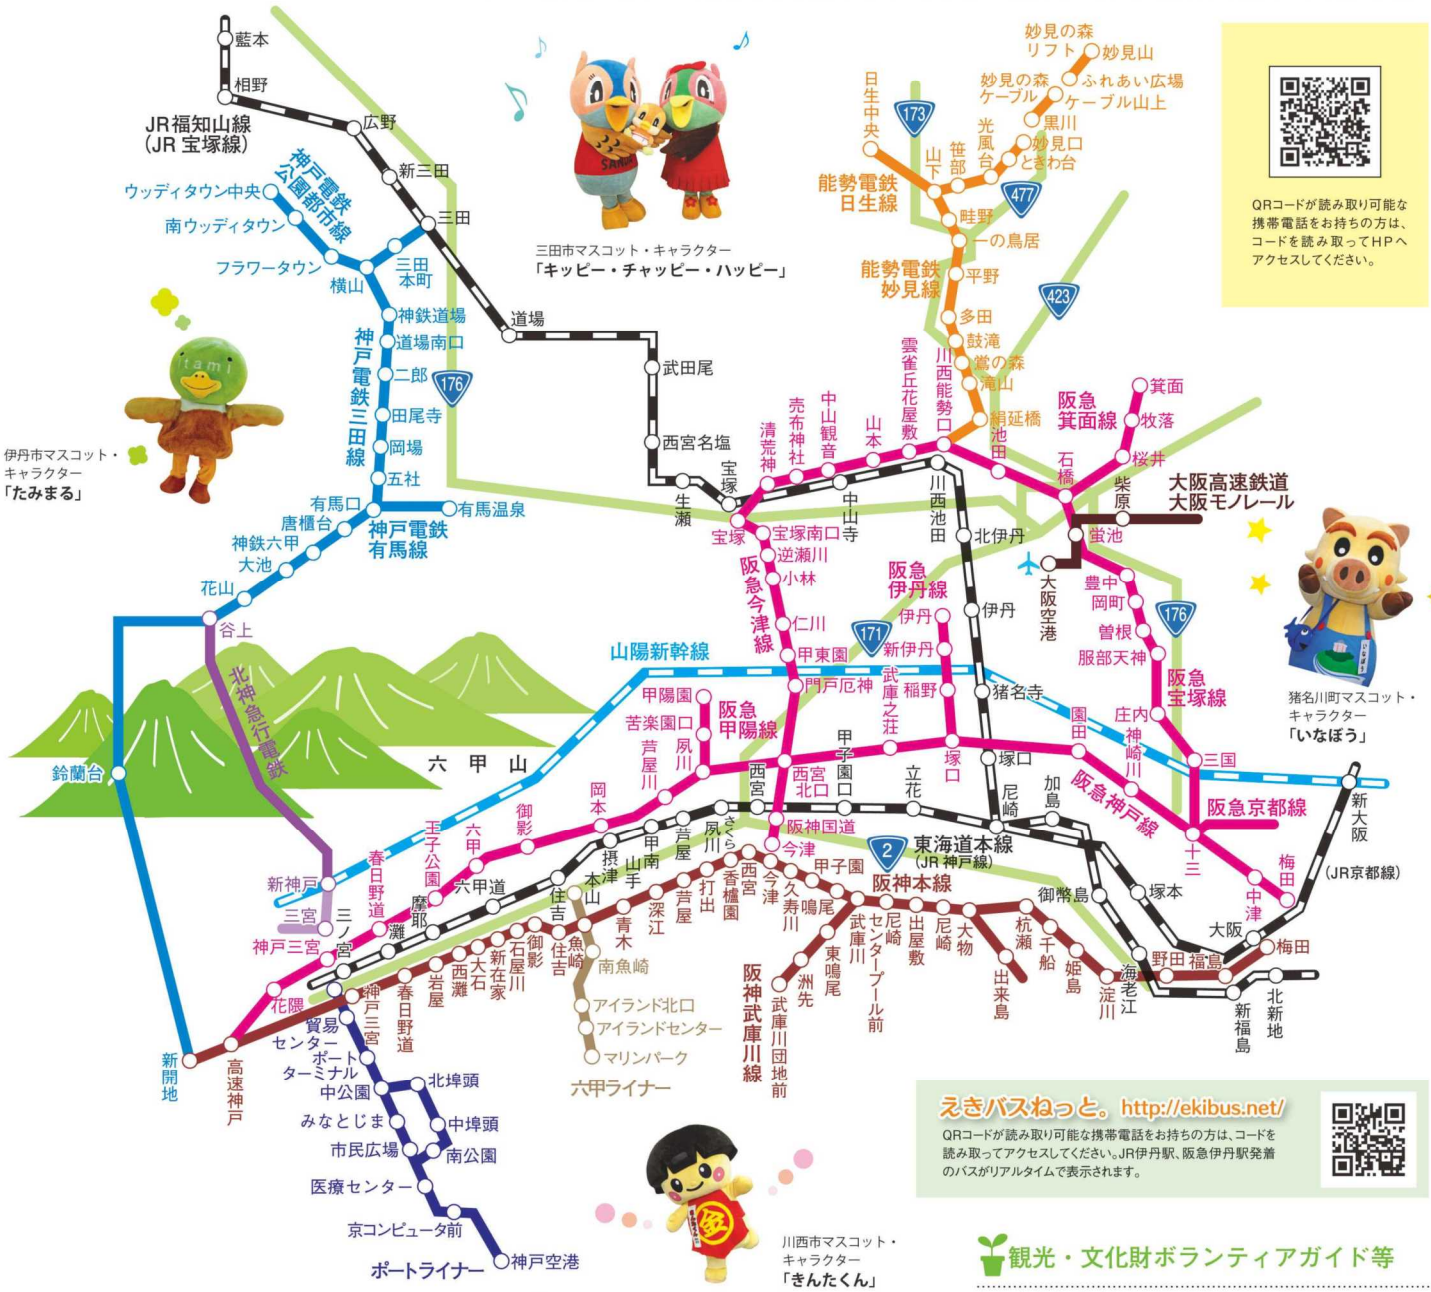 藍本
相野
JR福知山線
(JR 宝塚線)
広野
新三田
三田
道場
武田尾
西宮名塩
生瀬
宝塚
中山寺
川西池田
北伊丹
伊丹
猪名寺
塚口
尼崎
神戸電鉄
公園都市線
ウッディタウン中央
南ウッディタウン
フラワータウン
横山
三田
本町
神鉄道場
道場南口
二郎
田尾寺
岡場
五社
有馬口
神戸電鉄三田線
有馬温泉
神戸電鉄
有馬線
唐櫃台
神鉄六甲
大池
花山
谷上
北神急行電鉄
鈴蘭台
新開地
新神戸
三宮
六甲山
山陽新幹線
176
173
477
423
171
176
2
三田市マスコット・キャラクター
「キッピー・チャッピー・ハッピー」
SANDA
itami
伊丹市マスコット・
キャラクター
「たみまる」
妙見の森
リフト
妙見山
ふれあい広場
妙見の森
ケーブル
ケーブル山上
黒川
妙見口
ときわ台
光風台
笹部
山下
日生中央
能勢電鉄
日生線
畦野
一の鳥居
能勢電鉄
妙見線
平野
多田
鼓滝
鶯の森
滝山
絹延橋
川西能勢口
雲雀丘花屋敷
山本
中山観音
売布神社
清荒神
宝塚
池田
石橋
阪急
箕面線
箕面
牧落
桜井
柴原
大阪高速鉄道
大阪モノレール
蛍池
大阪空港
豊中
岡町
曽根
服部天神
阪急
宝塚線
庄内
三国
十三
阪急京都線
中津
梅田
宝塚南口
逆瀬川
小林
阪急今津線
仁川
甲東園
門戸厄神
西宮
北口
阪神国道
今津
阪急
伊丹線
伊丹
新伊丹
稲野
塚口
武庫之荘
園田
神崎川
阪急神戸線
阪急
甲陽線
甲陽園
苦楽園口
夙川
芦屋川
岡本
御影
六甲
王子公園
春日野道
神戸三宮
花隈
高速神戸
三ノ宮
灘
摩耶
六甲道
住吉
摂津
本山
甲南
山手
芦屋
さくら
夙川
西宮
甲子園口
立花
東海道本線
(JR 神戸線)
加島
御幣島
海老江
新福島
北新地
塚本
大阪
新大阪
(JR京都線)
阪神本線
神戸三宮
春日野道
岩屋
西灘
大石
新在家
石屋川
御影
住吉
魚崎
青木
深江
芦屋
打出
香櫨園
西宮
今津
久寿川
甲子園
鳴尾
武庫川
尼崎
センタープール前
出屋敷
尼崎
大物
出来島
杭瀬
千船
姫島
淀川
野田
福島
梅田
阪神武庫川線
東鳴尾
洲先
武庫川団地前
南魚崎
アイランド北口
アイランドセンター
マリンパーク
六甲ライナー
貿易
センター
ポート
ターミナル
中公園
みなとじま
市民広場
医療センター
京コンピュータ前
神戸空港
北埠頭
中埠頭
南公園
ポートライナー
QRコードが読み取り可能な
携帯電話をお持ちの方は、
コードを読み取ってHPへ
アクセスしてください。
いなぼう
猪名川町マスコット・
キャラクター
「いなぼう」
えきバスねっと。 http://ekibus.net/
QRコードが読み取り可能な携帯電話をお持ちの方は、コードを
読み取ってアクセスしてください。JR伊丹駅、阪急伊丹駅発着
のバスがリアルタイムで表示されます。
金
川西市マスコット・
キャラクター
「きんたくん」
観光・文化財ボランティアガイド等